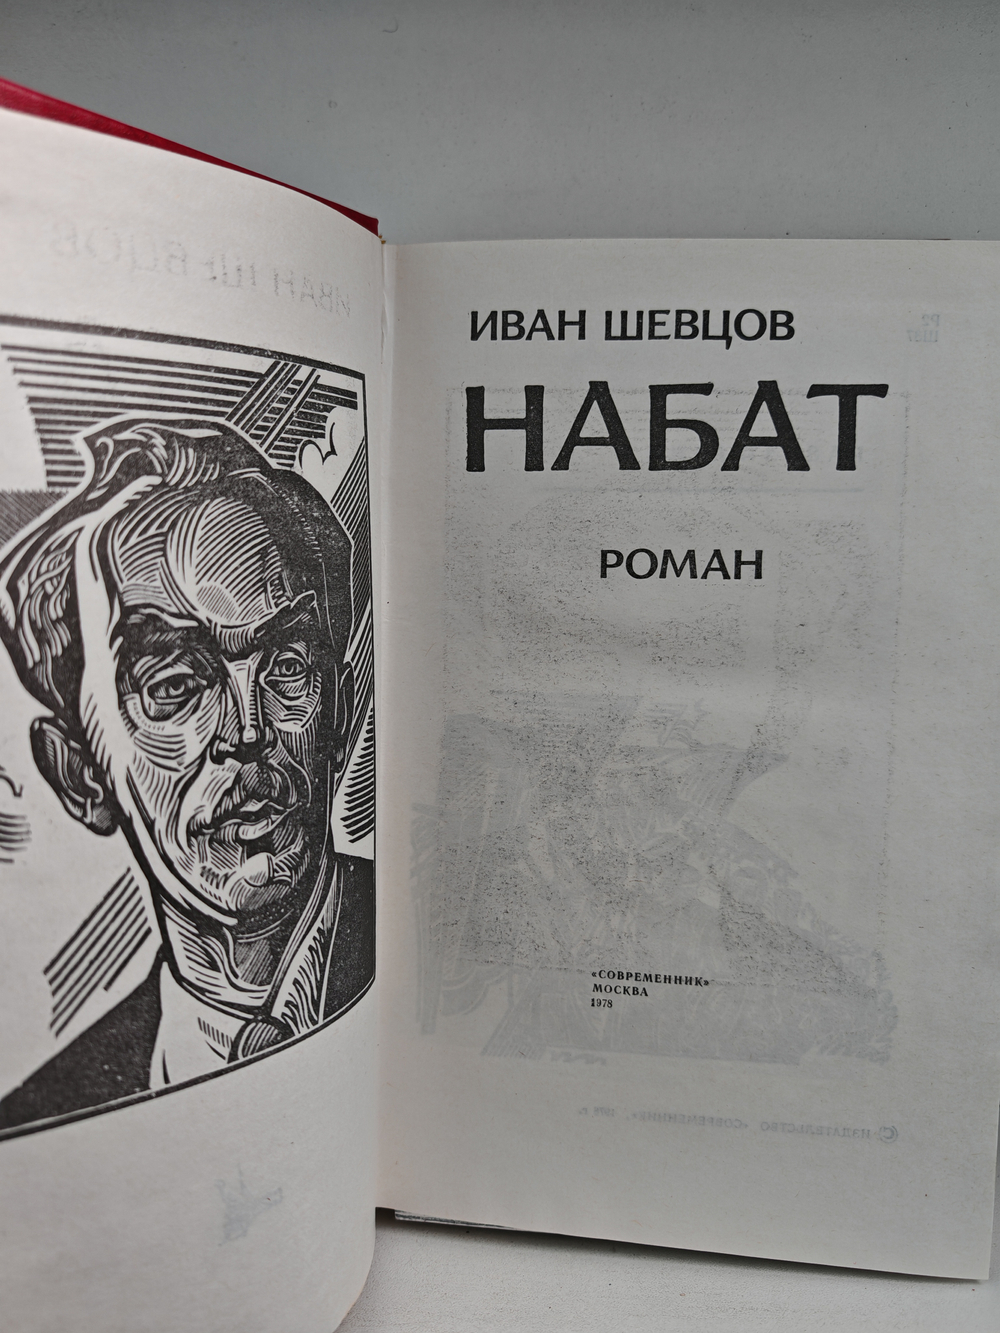 ИВАН ШЕВЦОВ
НАБАТ
РОМАН
«СОВРЕМЕННИК»
МОСКВА
1978